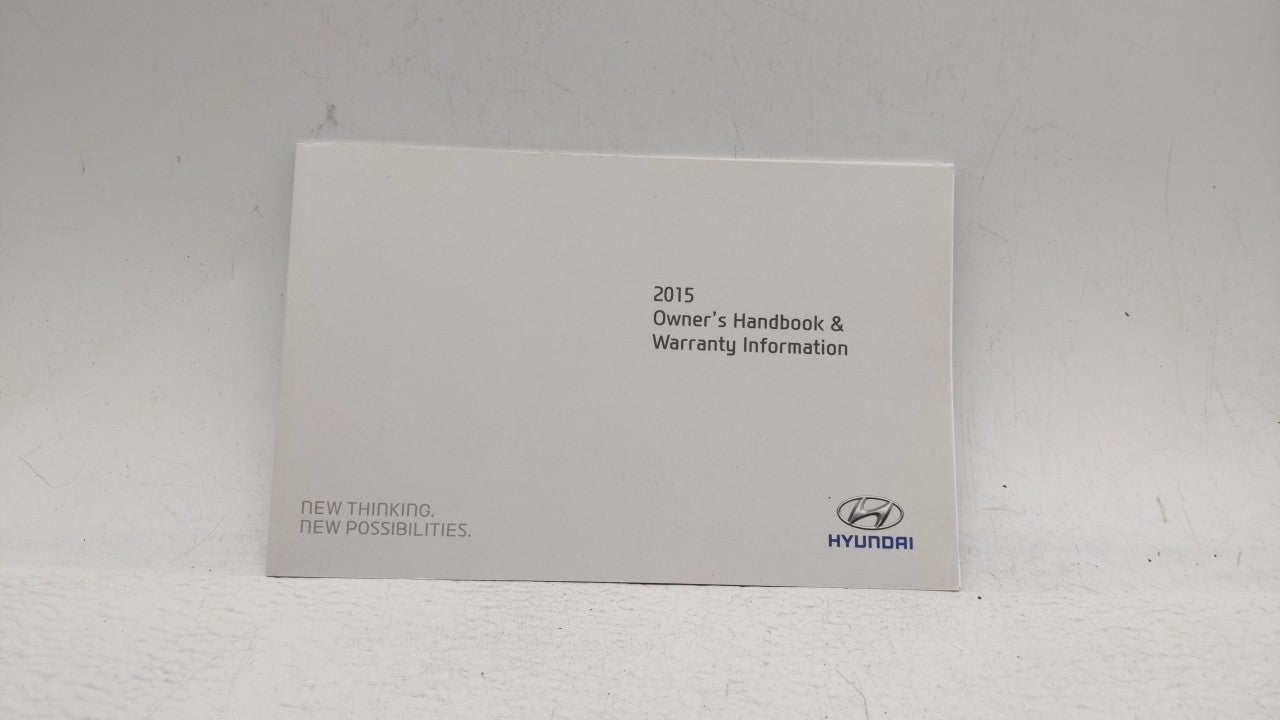 2015
Owner's Handbook &
Warranty Information
NEW THINKING.
NEW POSSIBILITIES.
HYUNDAI